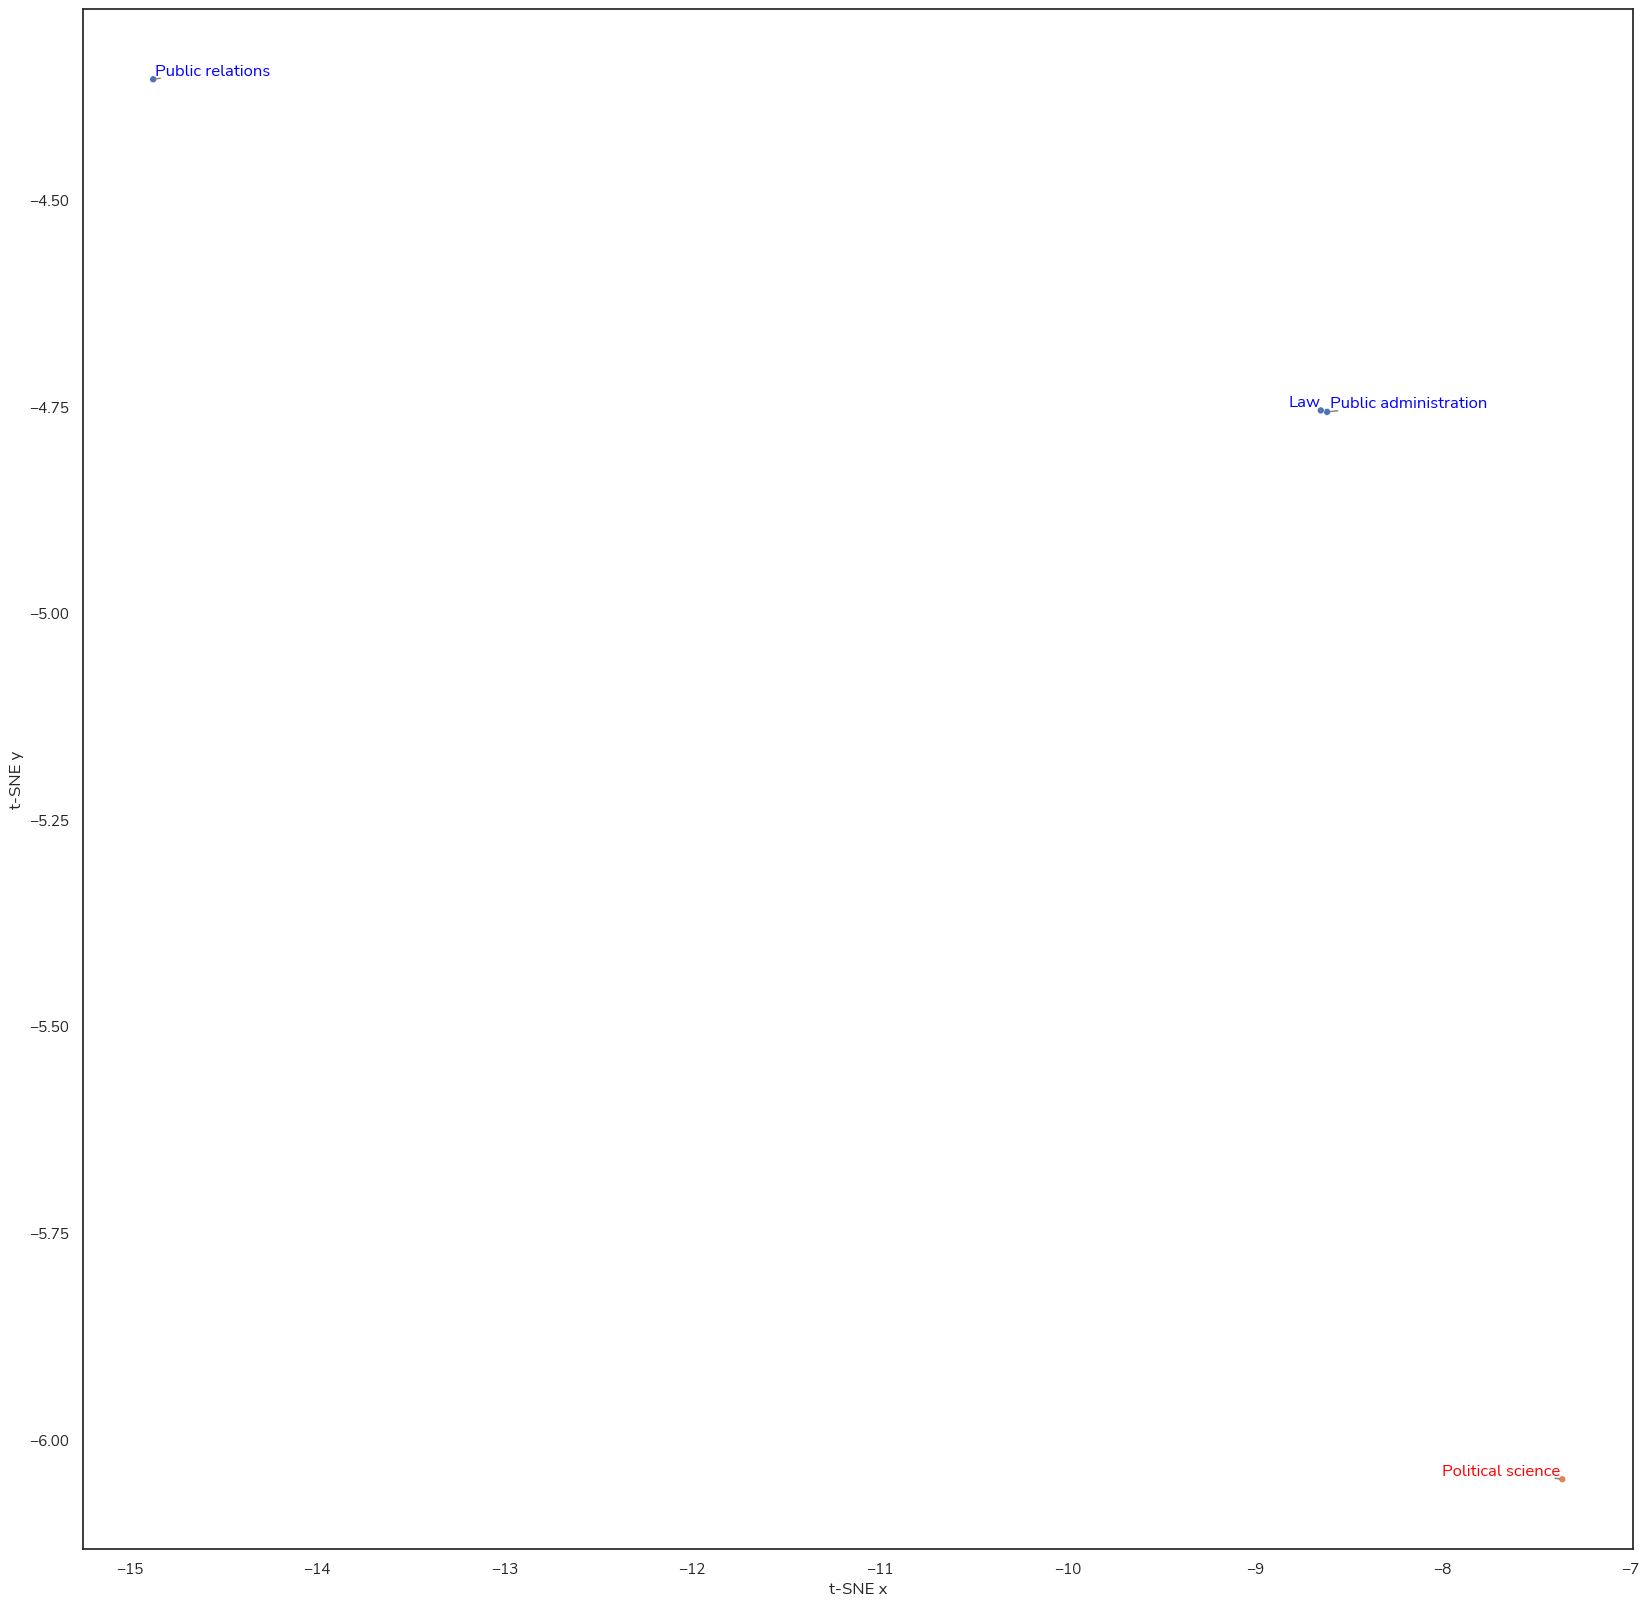 Public relations
Law
Public administration
Political science
−4.50
−4.75
−5.00
−5.25
−5.50
−5.75
−6.00
t-SNE y
−15
−14
−13
−12
−11
−10
−9
−8
−7
t-SNE x